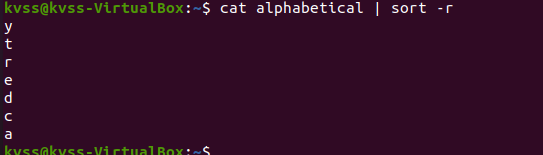 kvss@kvss-VirtualBox:~$ cat alphabetical | sort -r
y
t
r
e
d
c
a
kvss@kvss-VirtualBox:~$